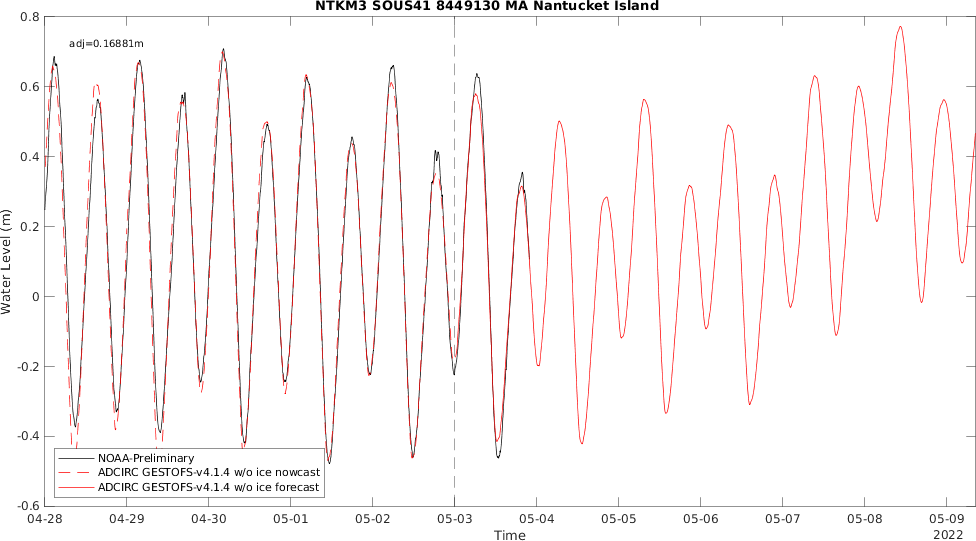 NTKM3 SOUS41 8449130 MA Nantucket Island
adj=0.16881m
0.8
0.6
0.4
0.2
0
-0.2
-0.4
-0.6
Water Level (m)
NOAA-Preliminary
ADCIRC GESTOFS-v4.1.4 w/o ice nowcast
ADCIRC GESTOFS-v4.1.4 w/o ice forecast
04-28 04-29 04-30 05-01 05-02 05-03 05-04 05-05 05-06 05-07 05-08 05-09
Time 2022